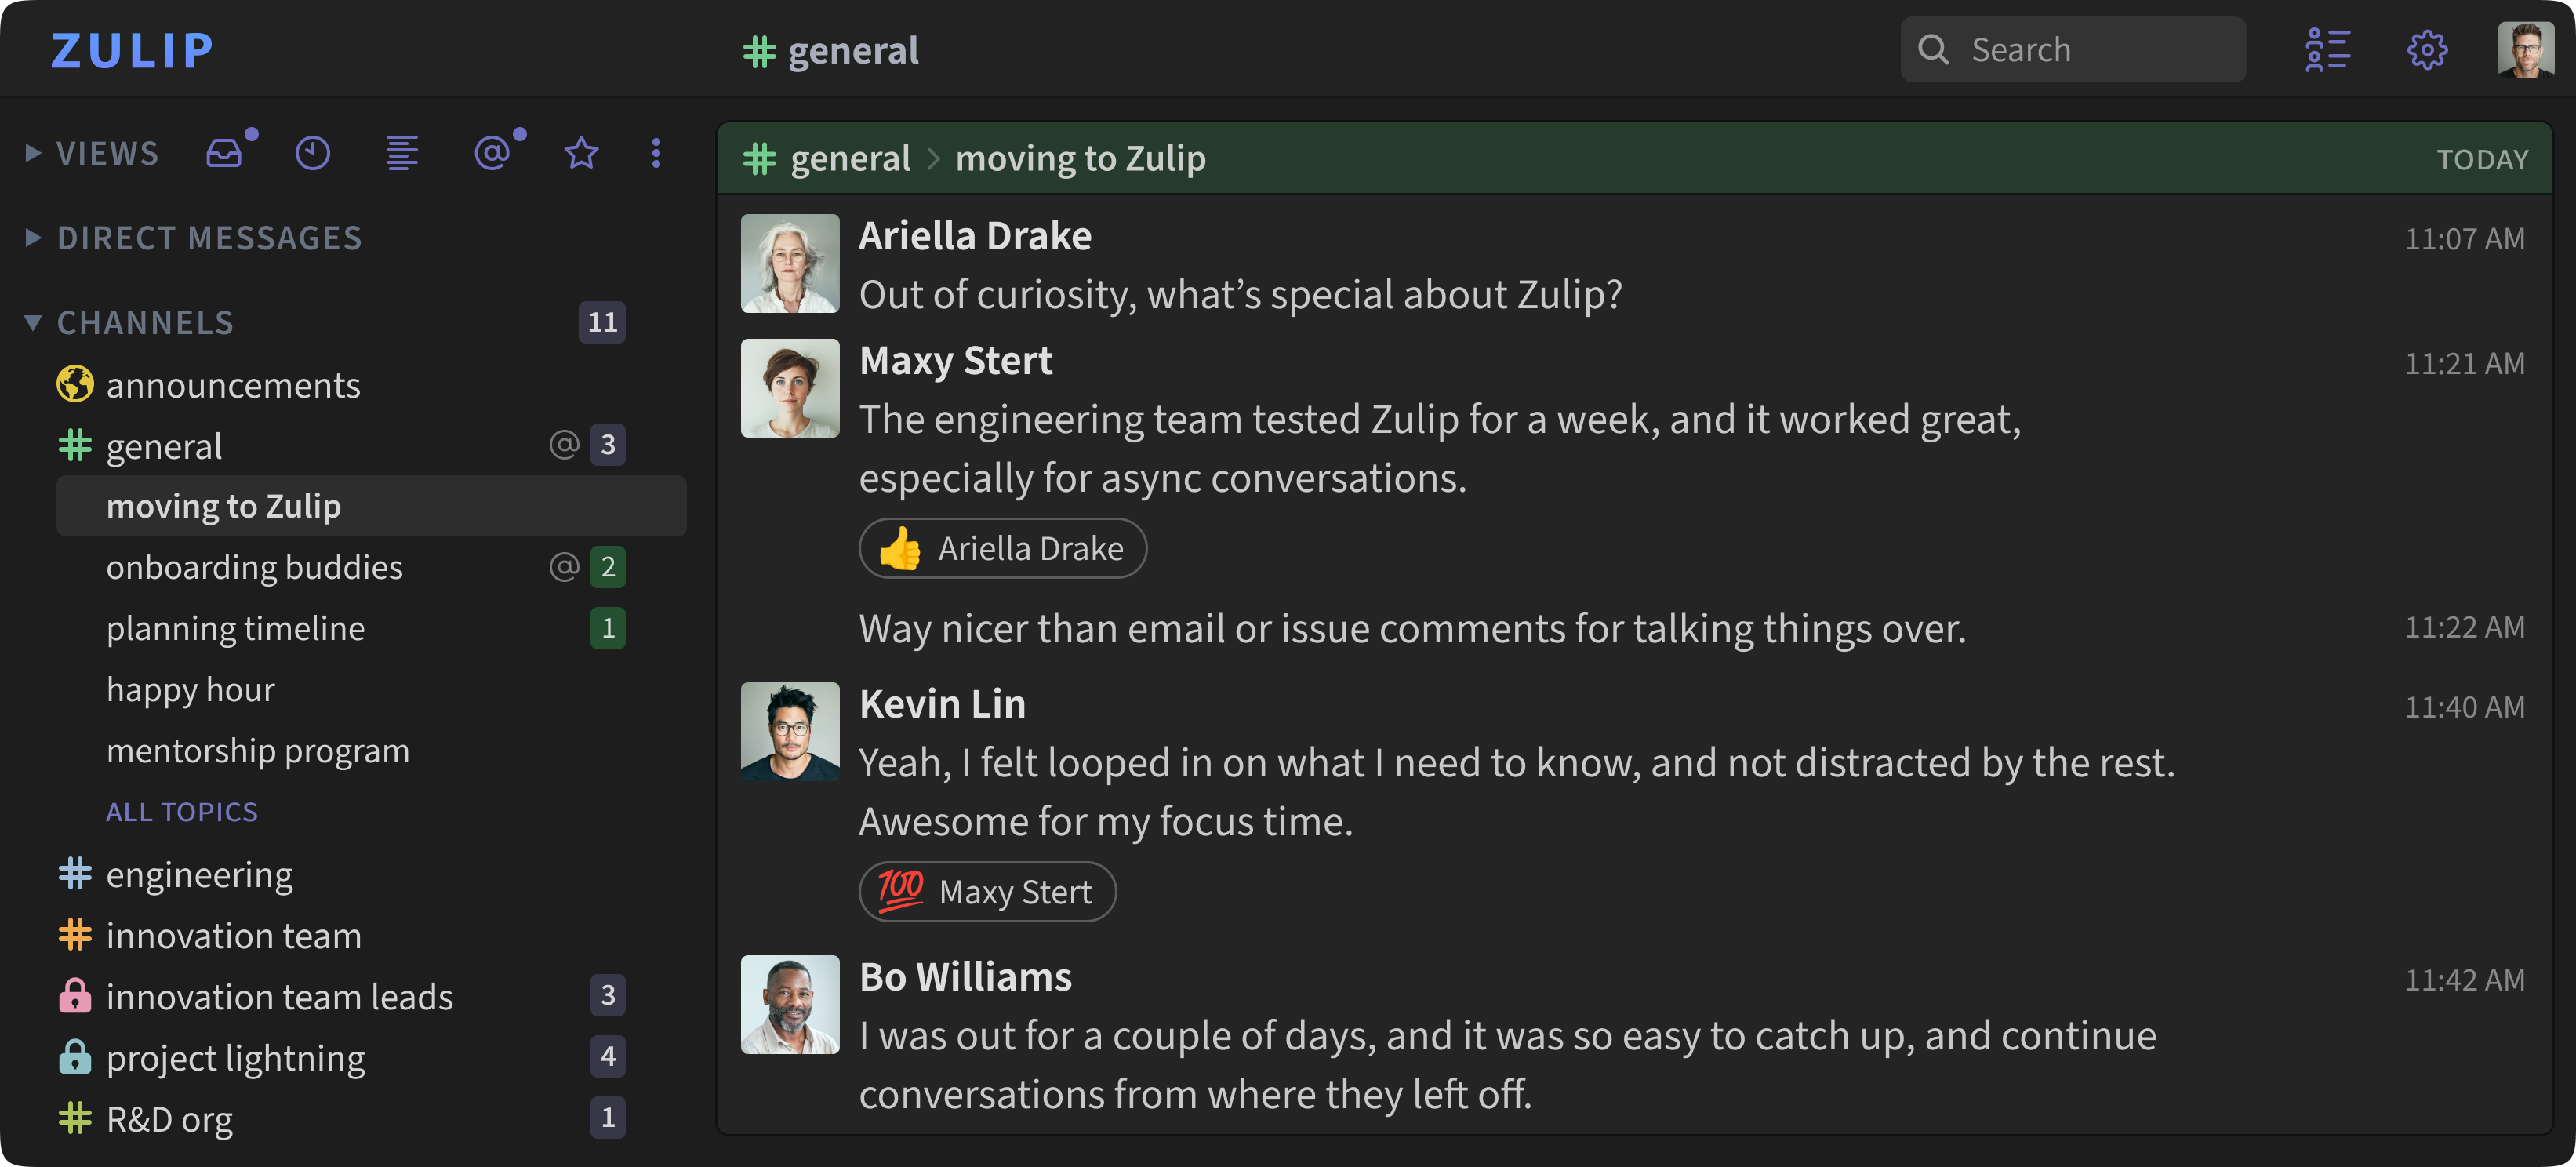 ZULIP
# general
Search
VIEWS
DIRECT MESSAGES
CHANNELS 11
announcements
# general @ 3
moving to Zulip
onboarding buddies @ 2
planning timeline 1
happy hour
mentorship program
ALL TOPICS
# engineering
# innovation team
innovation team leads 3
project lightning 4
# R&D org 1
# general > moving to Zulip TODAY
Ariella Drake 11:07 AM
Out of curiosity, what’s special about Zulip?
Maxy Stert 11:21 AM
The engineering team tested Zulip for a week, and it worked great,
especially for async conversations.
👍 Ariella Drake
Way nicer than email or issue comments for talking things over. 11:22 AM
Kevin Lin 11:40 AM
Yeah, I felt looped in on what I need to know, and not distracted by the rest.
Awesome for my focus time.
💯 Maxy Stert
Bo Williams 11:42 AM
I was out for a couple of days, and it was so easy to catch up, and continue
conversations from where they left off.